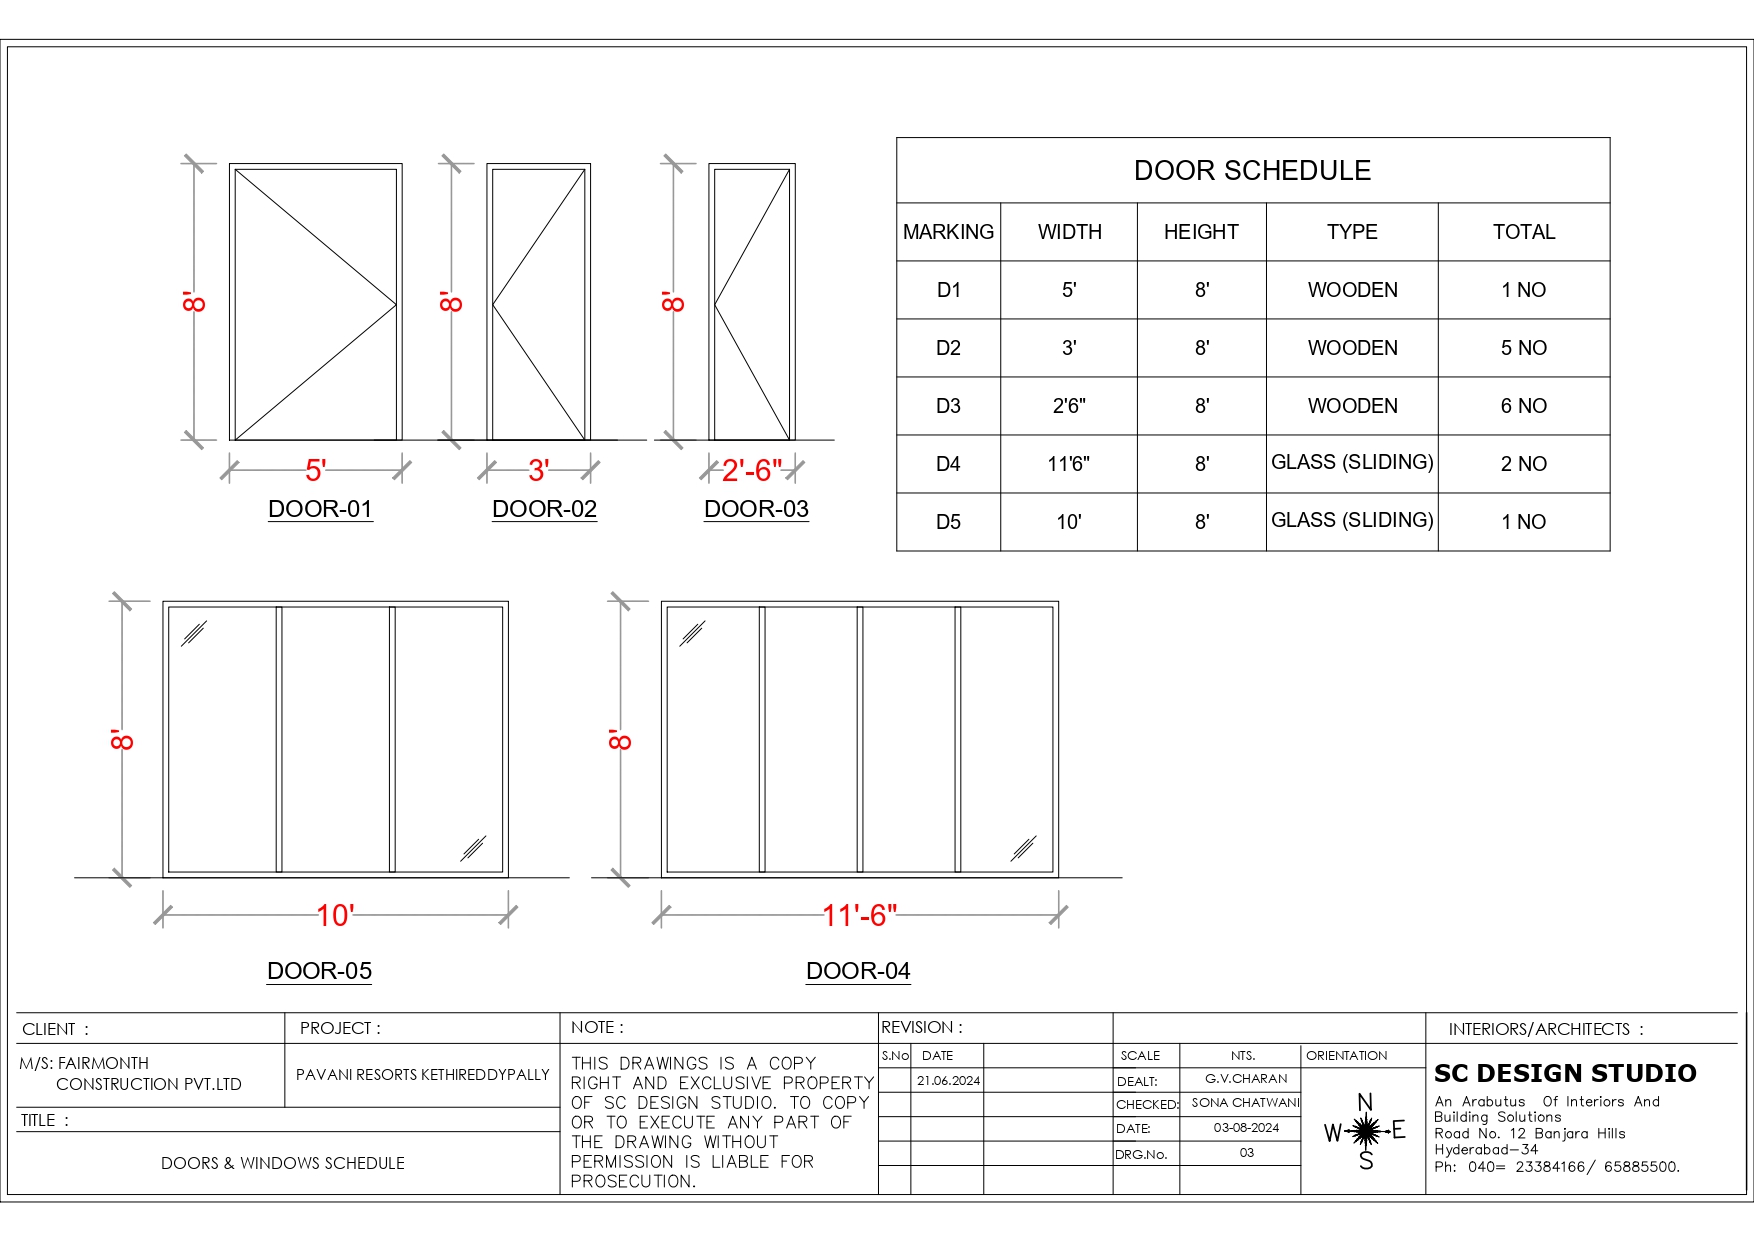 8'
5'
DOOR-01
8'
3'
DOOR-02
8'
2'-6"
DOOR-03
DOOR SCHEDULE
MARKING WIDTH HEIGHT TYPE TOTAL
D1 5' 8' WOODEN 1 NO
D2 3' 8' WOODEN 5 NO
D3 2'6" 8' WOODEN 6 NO
D4 11'6" 8' GLASS (SLIDING) 2 NO
D5 10' 8' GLASS (SLIDING) 1 NO
8'
10'
DOOR-05
8'
11'-6"
DOOR-04
CLIENT :
M/S: FAIRMONTH
CONSTRUCTION PVT.LTD
PROJECT :
PAVANI RESORTS KETHIREDDYPALLY
TITLE :
DOORS & WINDOWS SCHEDULE
NOTE :
THIS DRAWINGS IS A COPY
RIGHT AND EXCLUSIVE PROPERTY
OF SC DESIGN STUDIO. TO COPY
OR TO EXECUTE ANY PART OF
THE DRAWING WITHOUT
PERMISSION IS LIABLE FOR
PROSECUTION.
REVISION :
S.No DATE
21.06.2024
SCALE NTS.
DEALT: G.V.CHARAN
CHECKED: SONA CHATWANI
DATE: 03-08-2024
DRG.No. 03
ORIENTATION
N
W E
S
INTERIORS/ARCHITECTS :
SC DESIGN STUDIO
An Arabutus Of Interiors And
Building Solutions
Road No. 12 Banjara Hills
Hyderabad-34
Ph: 040= 23384166/ 65885500.